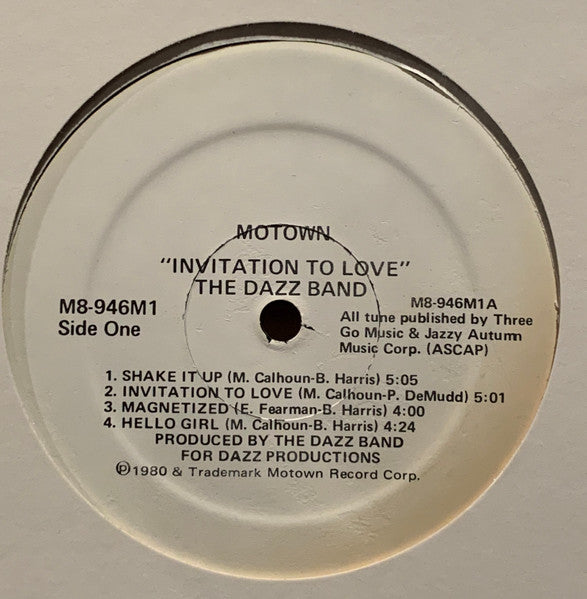 MOTOWN
"INVITATION TO LOVE"
THE DAZZ BAND
M8-946M1
Side One
M8-946M1A
All tune published by Three
Go Music & Jazzy Autum
Music Corp. (ASCAP)
1. SHAKE IT UP (M. Calhoun-B. Harris) 5:05
2. INVITATION TO LOVE (M. Calhoun-P. DeMudd) 5:01
3. MAGNETIZED (E. Fearman-B. Harris) 4:00
4. HELLO GIRL (M. Calhoun-B. Harris) 4:24
PRODUCED BY THE DAZZ BAND
FOR DAZZ PRODUCTIONS
℗1980 & Trademark Motown Record Corp.